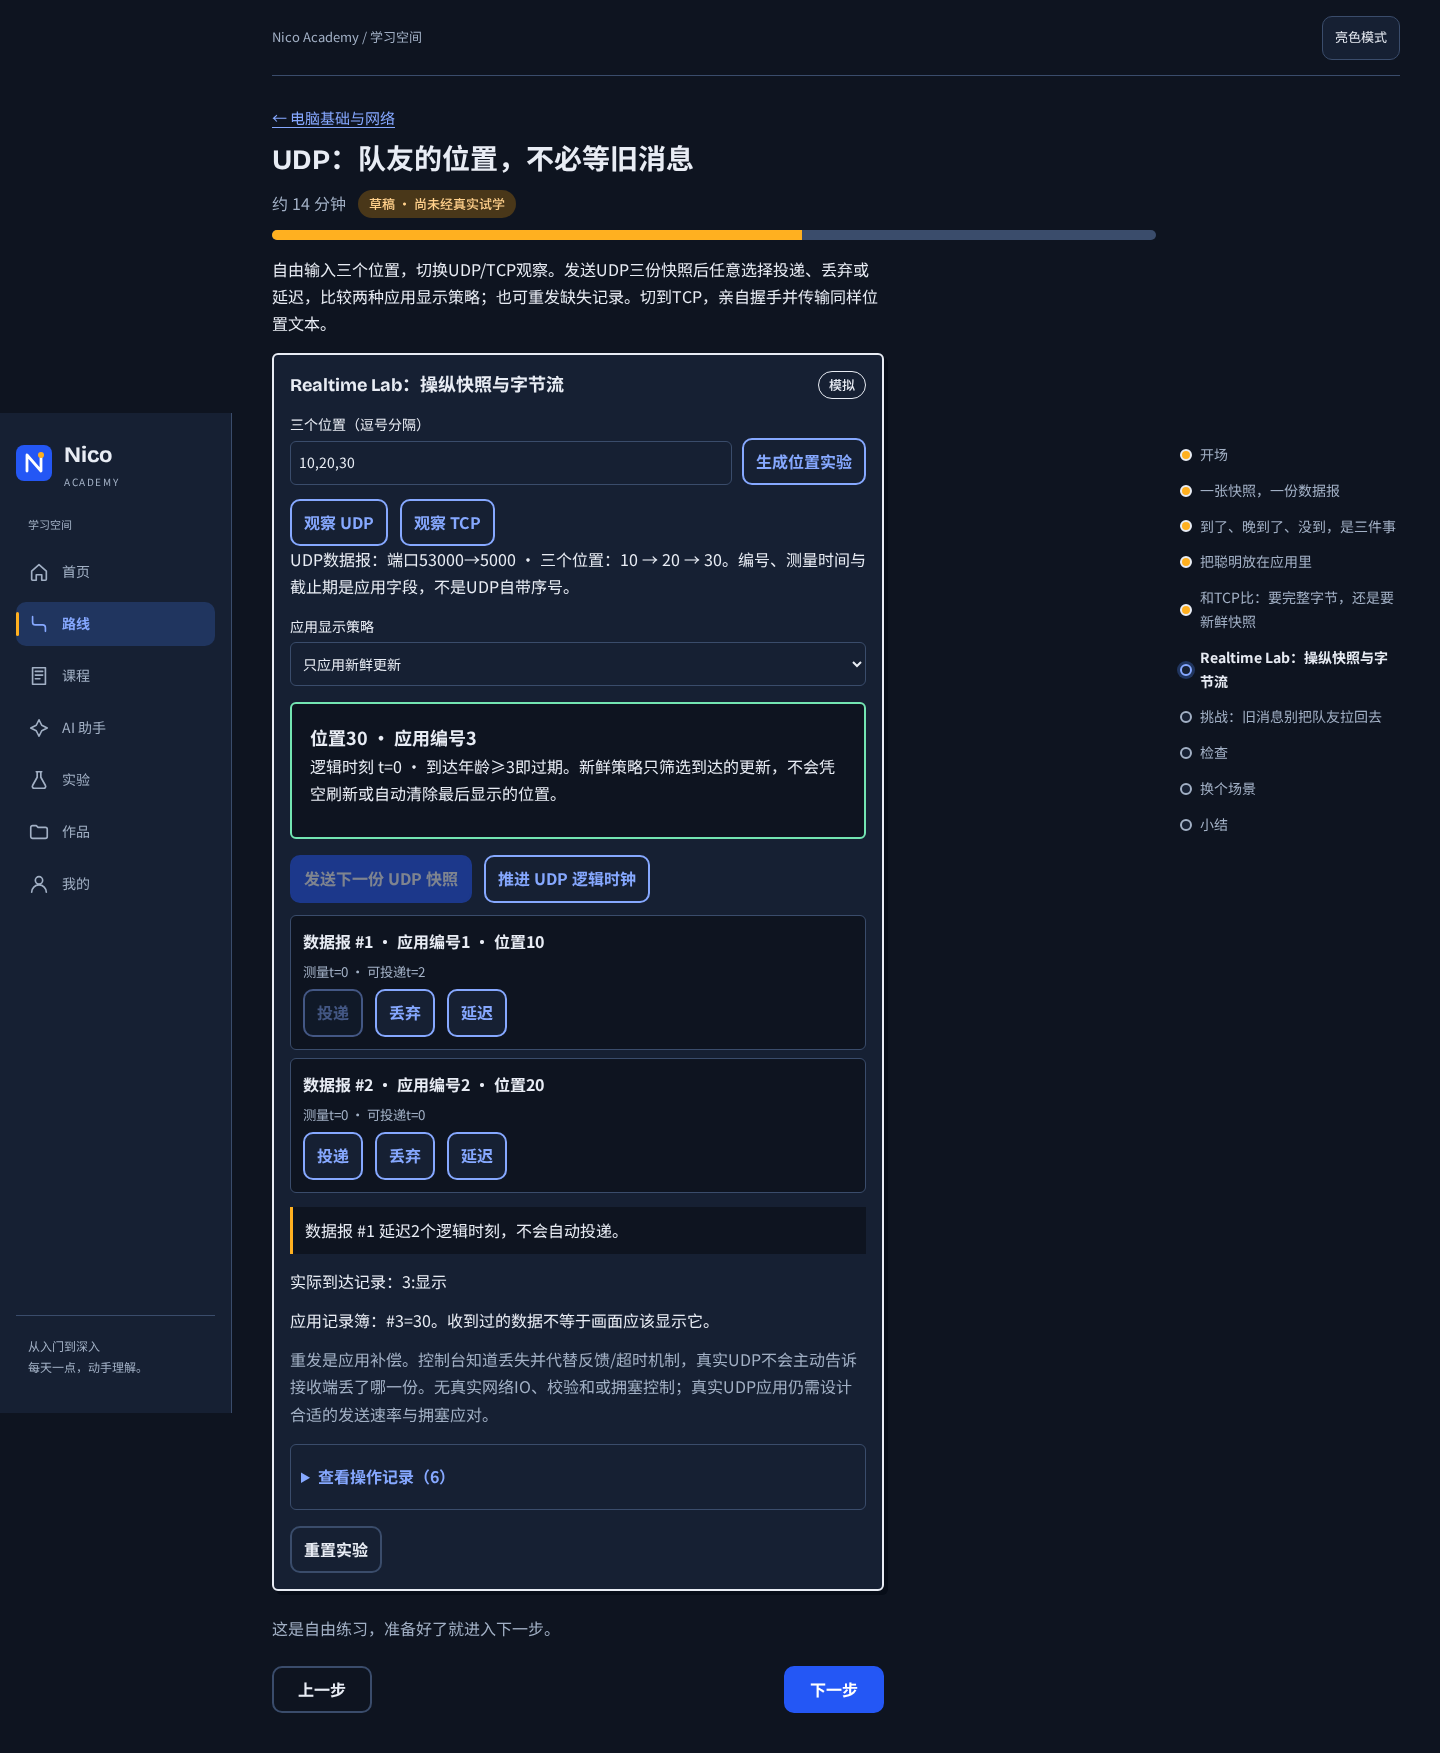 Nico Academy / 学习空间
亮色模式
← 电脑基础与网络
UDP：队友的位置，不必等旧消息
约 14 分钟
草稿 · 尚未经真实试学
自由输入三个位置，切换UDP/TCP观察。发送UDP三份快照后任意选择投递、丢弃或
延迟，比较两种应用显示策略；也可重发缺失记录。切到TCP，亲自握手并传输同样位
置文本。
Realtime Lab：操纵快照与字节流
模拟
三个位置（逗号分隔）
10,20,30
生成位置实验
观察 UDP
观察 TCP
UDP数据报：端口53000→5000 · 三个位置：10 → 20 → 30。编号、测量时间与
截止期是应用字段，不是UDP自带序号。
应用显示策略
只应用新鲜更新
位置30 · 应用编号3
逻辑时刻 t=0 · 到达年龄≥3即过期。新鲜策略只筛选到达的更新，不会凭
空刷新或自动清除最后显示的位置。
发送下一份 UDP 快照
推进 UDP 逻辑时钟
数据报 #1 · 应用编号1 · 位置10
测量t=0 · 可投递t=2
投递
丢弃
延迟
数据报 #2 · 应用编号2 · 位置20
测量t=0 · 可投递t=0
投递
丢弃
延迟
数据报 #1 延迟2个逻辑时刻，不会自动投递。
实际到达记录：3:显示
应用记录簿：#3=30。收到过的数据不等于画面应该显示它。
重发是应用补偿。控制台知道丢失并代替反馈/超时机制，真实UDP不会主动告诉
接收端丢了哪一份。无真实网络IO、校验和或拥塞控制；真实UDP应用仍需设计
合适的发送速率与拥塞应对。
查看操作记录（6）
重置实验
这是自由练习，准备好了就进入下一步。
上一步
下一步
Nico
ACADEMY
学习空间
首页
路线
课程
AI 助手
实验
作品
我的
从入门到深入
每天一点，动手理解。
开场
一张快照，一份数据报
到了、晚到了、没到，是三件事
把聪明放在应用里
和TCP比：要完整字节，还是要
新鲜快照
Realtime Lab：操纵快照与字
节流
挑战：旧消息别把队友拉回去
检查
换个场景
小结